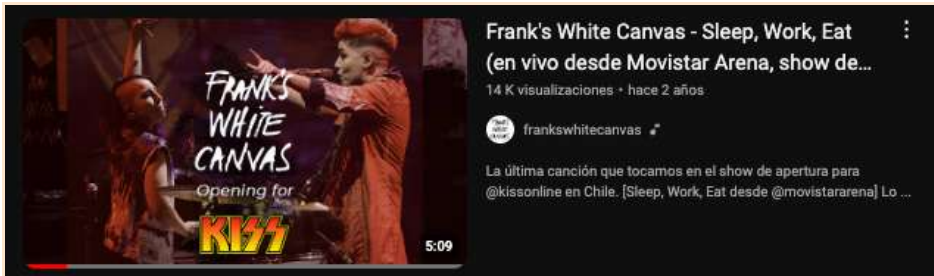 FRANK'S
WHITE
CANVAS
Opening for
KISS
5:09
Frank's White Canvas - Sleep, Work, Eat
(en vivo desde Movistar Arena, show de...
14 K visualizaciones • hace 2 años
frankswhitecanvas
La última canción que tocamos en el show de apertura para
@kissonline en Chile. [Sleep, Work, Eat desde @movistararena] Lo ...